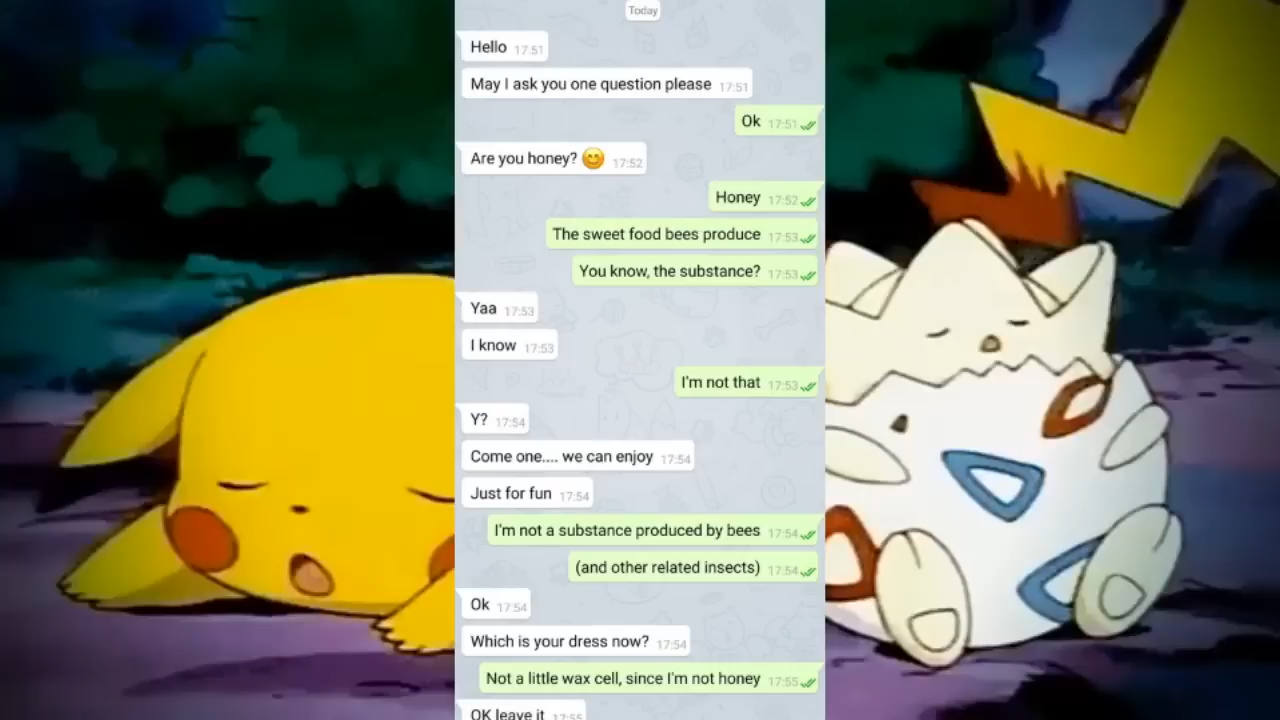 Today
Hello 17:51
May I ask you one question please 17:51
Ok 17:51
Are you honey? 😊 17:52
Honey 17:52
The sweet food bees produce 17:53
You know, the substance? 17:53
Yaa 17:53
I know 17:53
I'm not that 17:53
Y? 17:54
Come one.... we can enjoy 17:54
Just for fun 17:54
I'm not a substance produced by bees 17:54
(and other related insects) 17:54
Ok 17:54
Which is your dress now? 17:54
Not a little wax cell, since I'm not honey 17:55
OK leave it 17:55